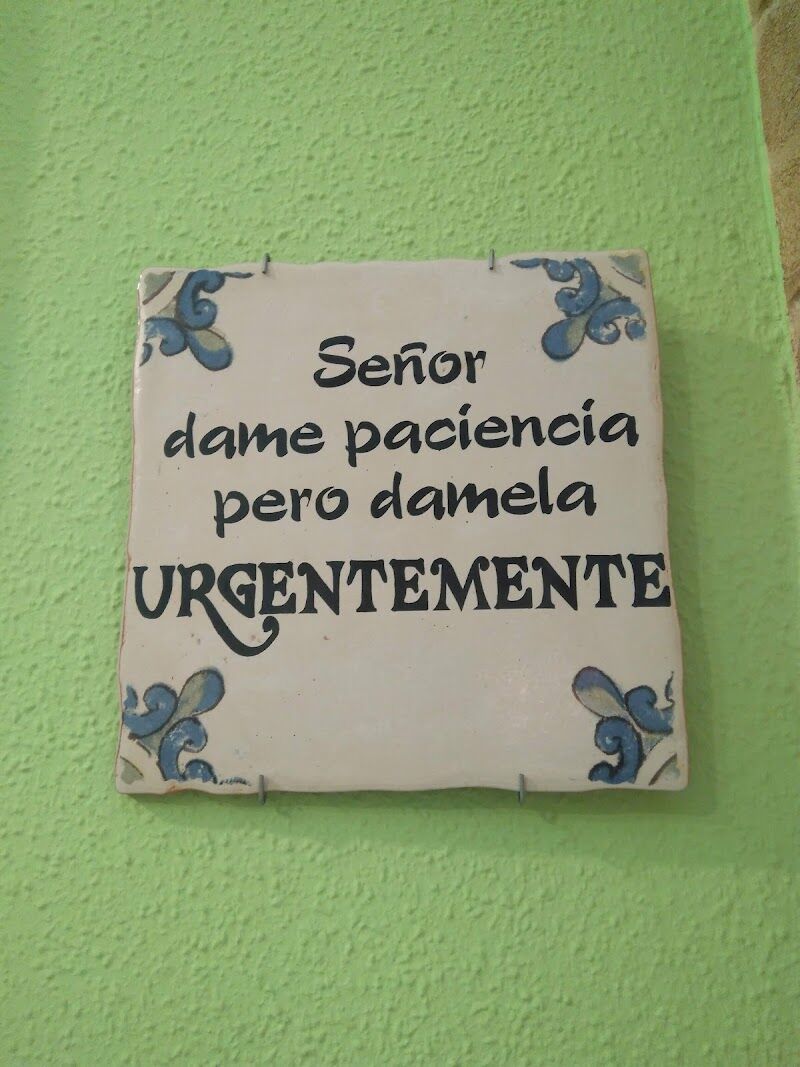 Señor
dame paciencia
pero damela
URGENTEMENTE